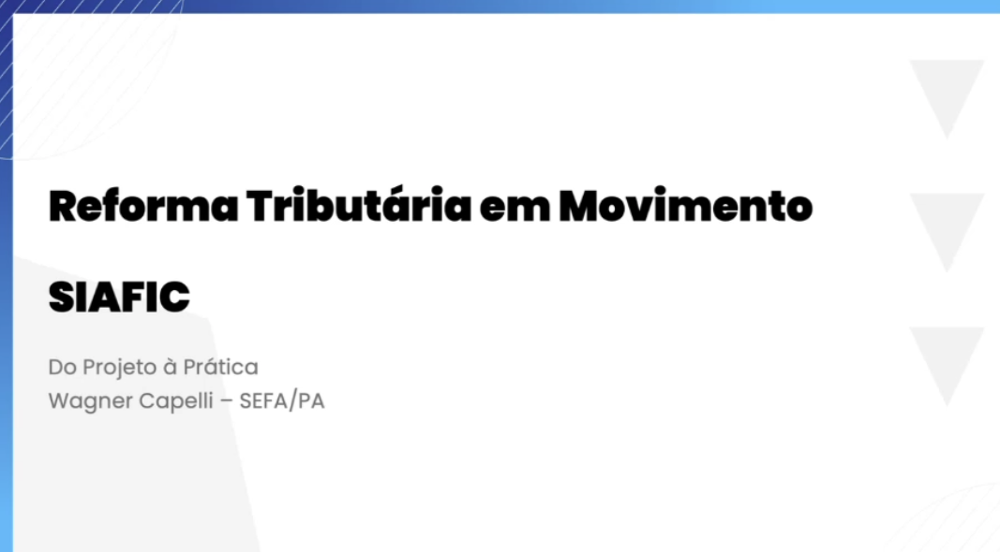 Reforma Tributária em Movimento
SIAFIC
Do Projeto à Prática
Wagner Capelli – SEFA/PA